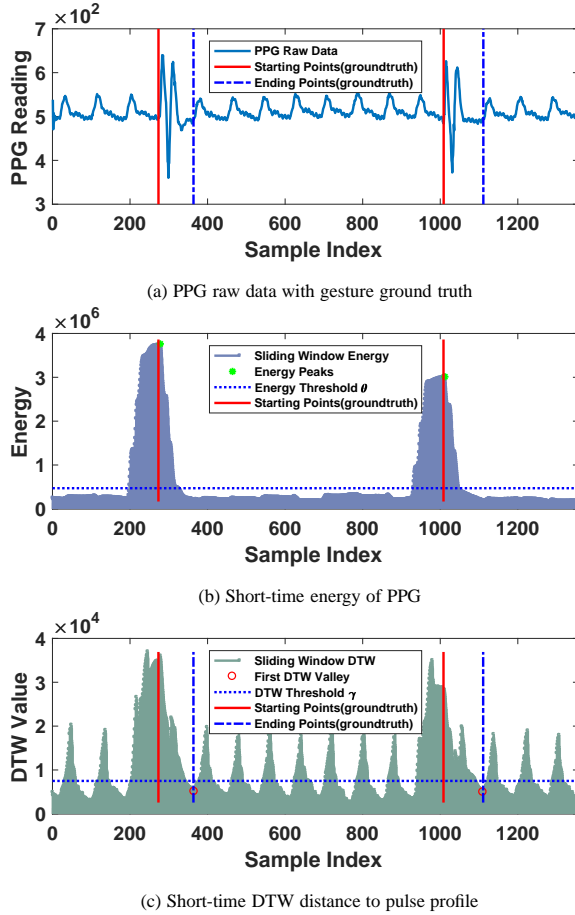 ×10²
7
6
5
4
3
PPG Reading
PPG Raw Data
Starting Points(groundtruth)
Ending Points(groundtruth)
0 200 400 600 800 1000 1200
Sample Index
(a) PPG raw data with gesture ground truth
×10⁶
4
3
2
1
0
Energy
Sliding Window Energy
Energy Peaks
Energy Threshold θ
Starting Points(groundtruth)
0 200 400 600 800 1000 1200
Sample Index
(b) Short-time energy of PPG
×10⁴
4
3
2
1
0
DTW Value
Sliding Window DTW
First DTW Valley
DTW Threshold γ
Starting Points(groundtruth)
Ending Points(groundtruth)
0 200 400 600 800 1000 1200
Sample Index
(c) Short-time DTW distance to pulse profile